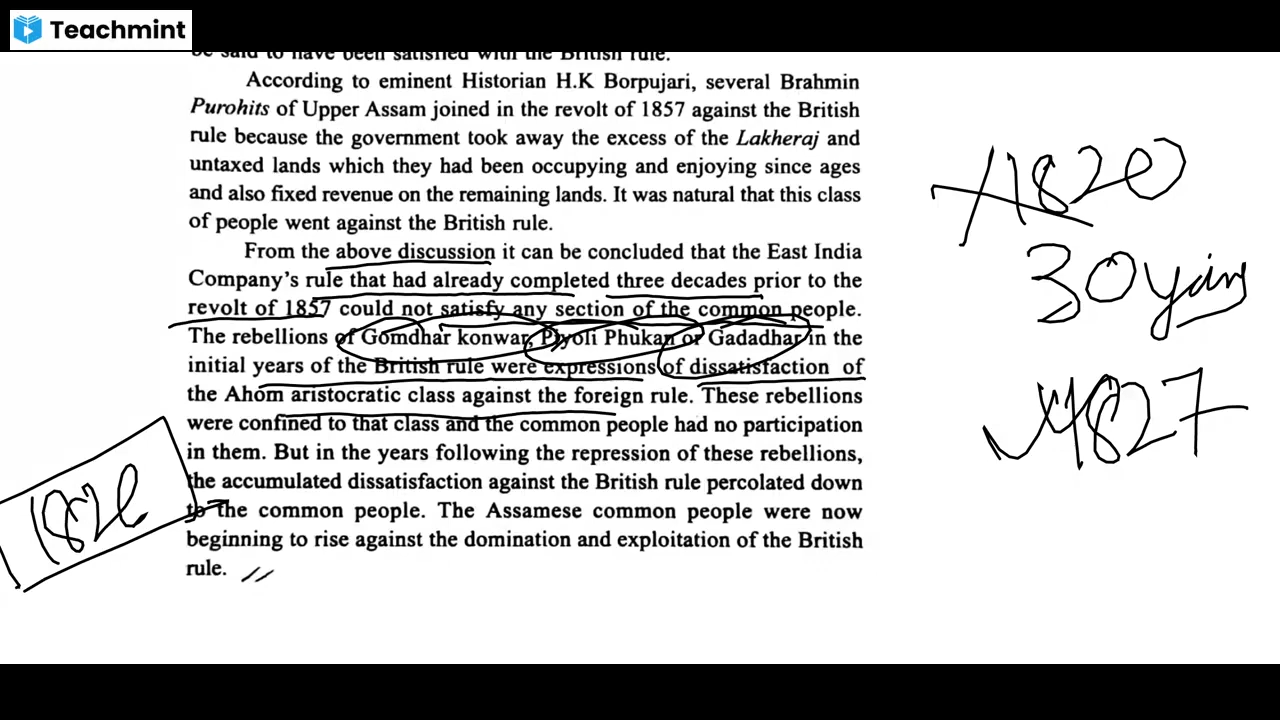 Teachmint
be said to have been satisfied with the British rule.
According to eminent Historian H.K Borpujari, several Brahmin
Purohits of Upper Assam joined in the revolt of 1857 against the British
rule because the government took away the excess of the Lakheraj and
untaxed lands which they had been occupying and enjoying since ages
and also fixed revenue on the remaining lands. It was natural that this class
of people went against the British rule.
From the above discussion it can be concluded that the East India
Company's rule that had already completed three decades prior to the
revolt of 1857 could not satisfy any section of the common people.
The rebellions of Gomdhar konwar, Piyoli Phukan or Gadadhar in the
initial years of the British rule were expressions of dissatisfaction of
the Ahom aristocratic class against the foreign rule. These rebellions
were confined to that class and the common people had no participation
in them. But in the years following the repression of these rebellions,
the accumulated dissatisfaction against the British rule percolated down
to the common people. The Assamese common people were now
beginning to rise against the domination and exploitation of the British
rule.
1826
1820
30
1827